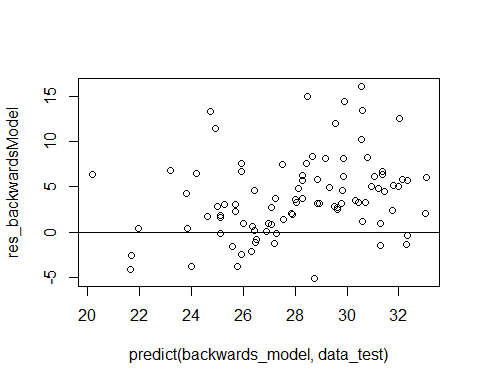 15
10
5
0
-5
res_backwardsModel
20 22 24 26 28 30 32
predict(backwards_model, data_test)